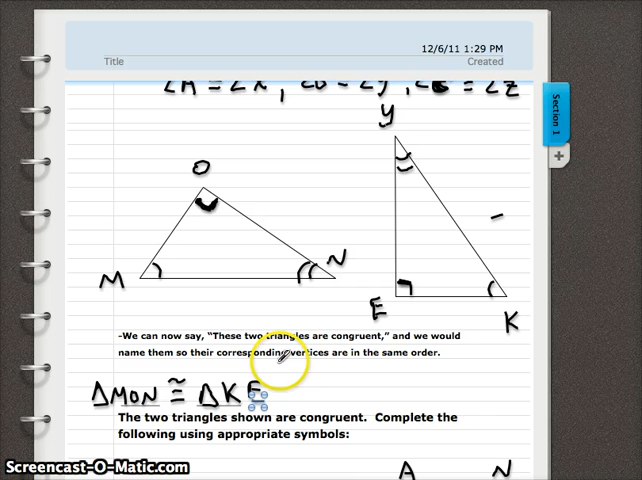 12/6/11 1:29 PM
Title Created
Section 1
∠A ≅ ∠X , ∠B ≅ ∠Y , ∠C ≅ ∠Z
Y
O
M N
E K
-We can now say, "These two triangles are congruent," and we would
name them so their corresponding vertices are in the same order.
ΔMON ≅ ΔKE
The two triangles shown are congruent. Complete the
following using appropriate symbols:
A N
Screencast-O-Matic.com